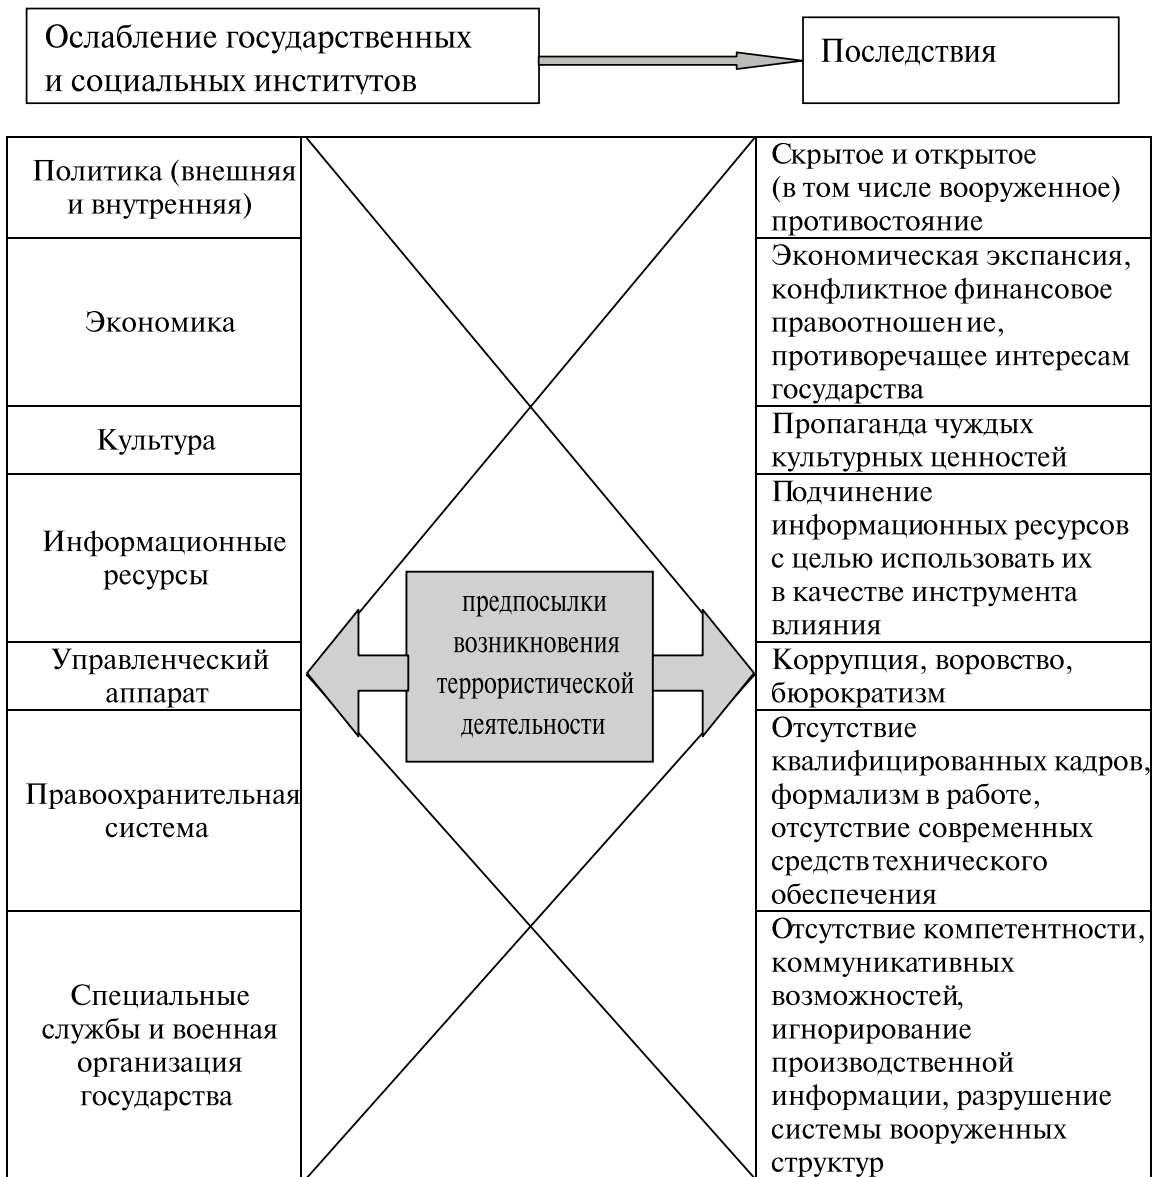 Ослабление государственных
и социальных институтов
Последствия
Политика (внешняя
и внутренняя)
Скрытое и открытое
(в том числе вооруженное)
противостояние
Экономика
Экономическая экспансия,
конфликтное финансовое
правоотношение,
противоречащее интересам
государства
Культура
Пропаганда чуждых
культурных ценностей
Информационные
ресурсы
Подчинение
информационных ресурсов
с целью использовать их
в качестве инструмента
влияния
предпосылки
возникновения
террористической
деятельности
Управленческий
аппарат
Коррупция, воровство,
бюрократизм
Правоохранительная
система
Отсутствие
квалифицированных кадров,
формализм в работе,
отсутствие современных
средств технического
обеспечения
Специальные
службы и военная
организация
государства
Отсутствие компетентности,
коммуникативных
возможностей,
игнорирование
производственной
информации, разрушение
системы вооруженных
структур